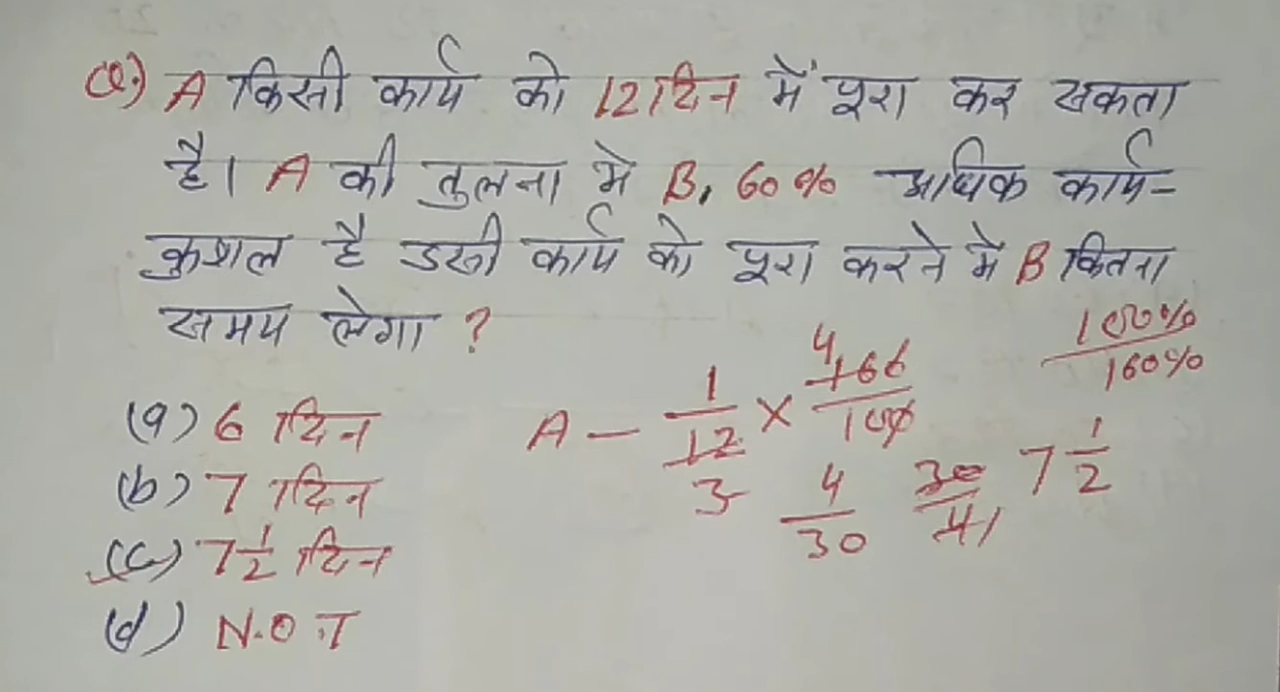 Q.) A किसी कार्य को 12 दिन में पूरा कर सकता
है। A की तुलना मे B, 60% अधिक कार्य-
कुशल है उसी कार्य को पूरा करने मे B कितना
समय लेगा ?
100%
160%
(a) 6 दिन
(b) 7 दिन
(c) 7 1/2 दिन
(d) N.O.T
A — 1/12 × 160/100
4
3
4/30
30/4
7 1/2